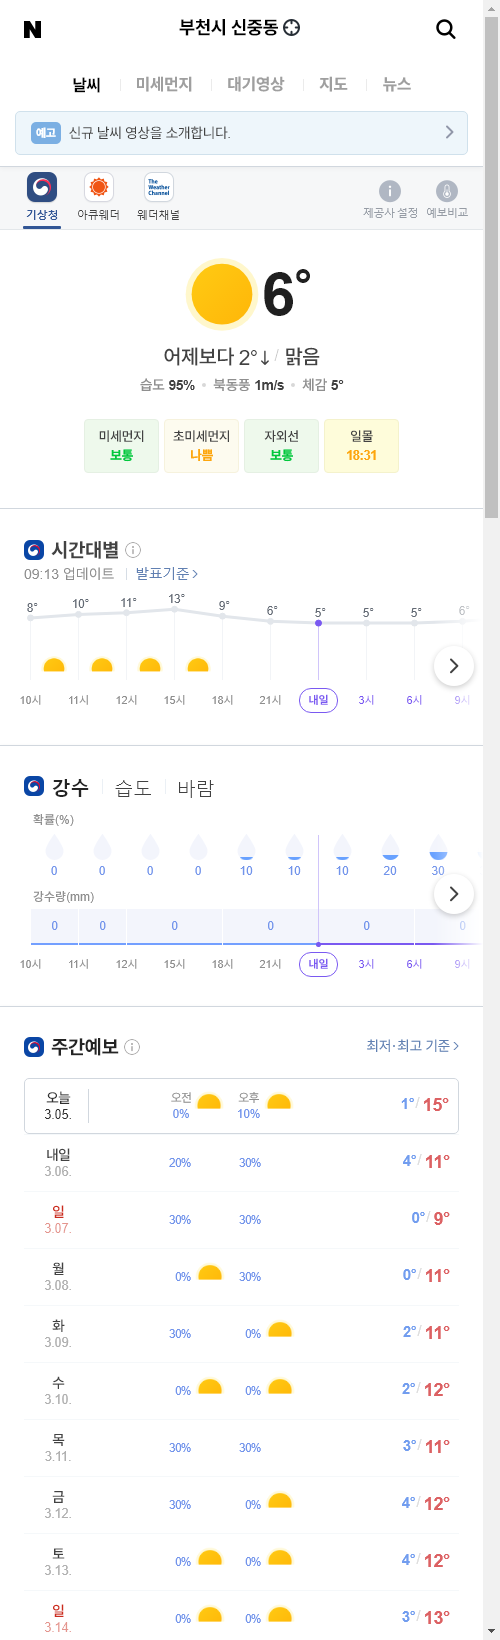 N
부천시 신중동
날씨 미세먼지 대기영상 지도 뉴스
예고 신규 날씨 영상을 소개합니다.
The Weather Channel
기상청 아큐웨더 웨더채널 제공사 설정 예보비교
6°
어제보다 2°↓ / 맑음
습도 95% • 북동풍 1m/s • 체감 5°
미세먼지 초미세먼지 자외선 일몰
보통 나쁨 보통 18:31
시간대별
09:13 업데이트 발표기준 >
8° 10° 11° 13° 9° 6° 5° 5° 5° 6°
10시 11시 12시 15시 18시 21시 내일 3시 6시 9시
강수 습도 바람
확률(%)
0 0 0 0 10 10 10 20 30
강수량(mm)
0 0 0 0 0 0
10시 11시 12시 15시 18시 21시 내일 3시 6시 9시
주간예보 최저·최고 기준 >
오늘 3.05. 오전 0% 오후 10% 1° / 15°
내일 3.06. 20% 30% 4° / 11°
일 3.07. 30% 30% 0° / 9°
월 3.08. 0% 30% 0° / 11°
화 3.09. 30% 0% 2° / 11°
수 3.10. 0% 0% 2° / 12°
목 3.11. 30% 30% 3° / 11°
금 3.12. 30% 0% 4° / 12°
토 3.13. 0% 0% 4° / 12°
일 3.14. 0% 0% 3° / 13°